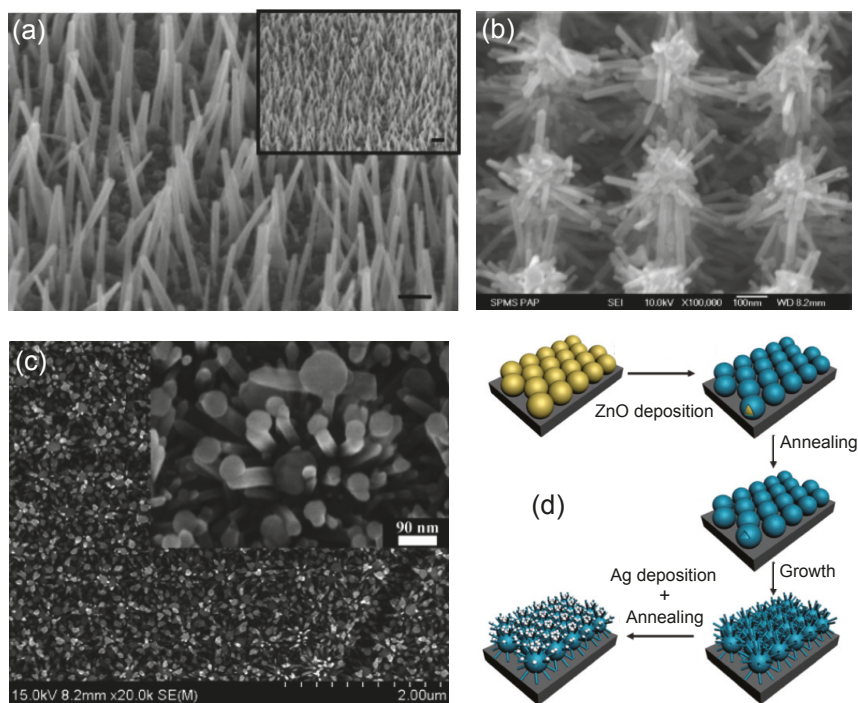 (a)
(b)
SPMS PAP SEI 10.0kV X100,000 100nm WD 8.2mm
(c)
90 nm
15.0kV 8.2mm x20.0k SE(M) 2.00um
ZnO deposition
Annealing
(d)
Growth
Ag deposition
+
Annealing